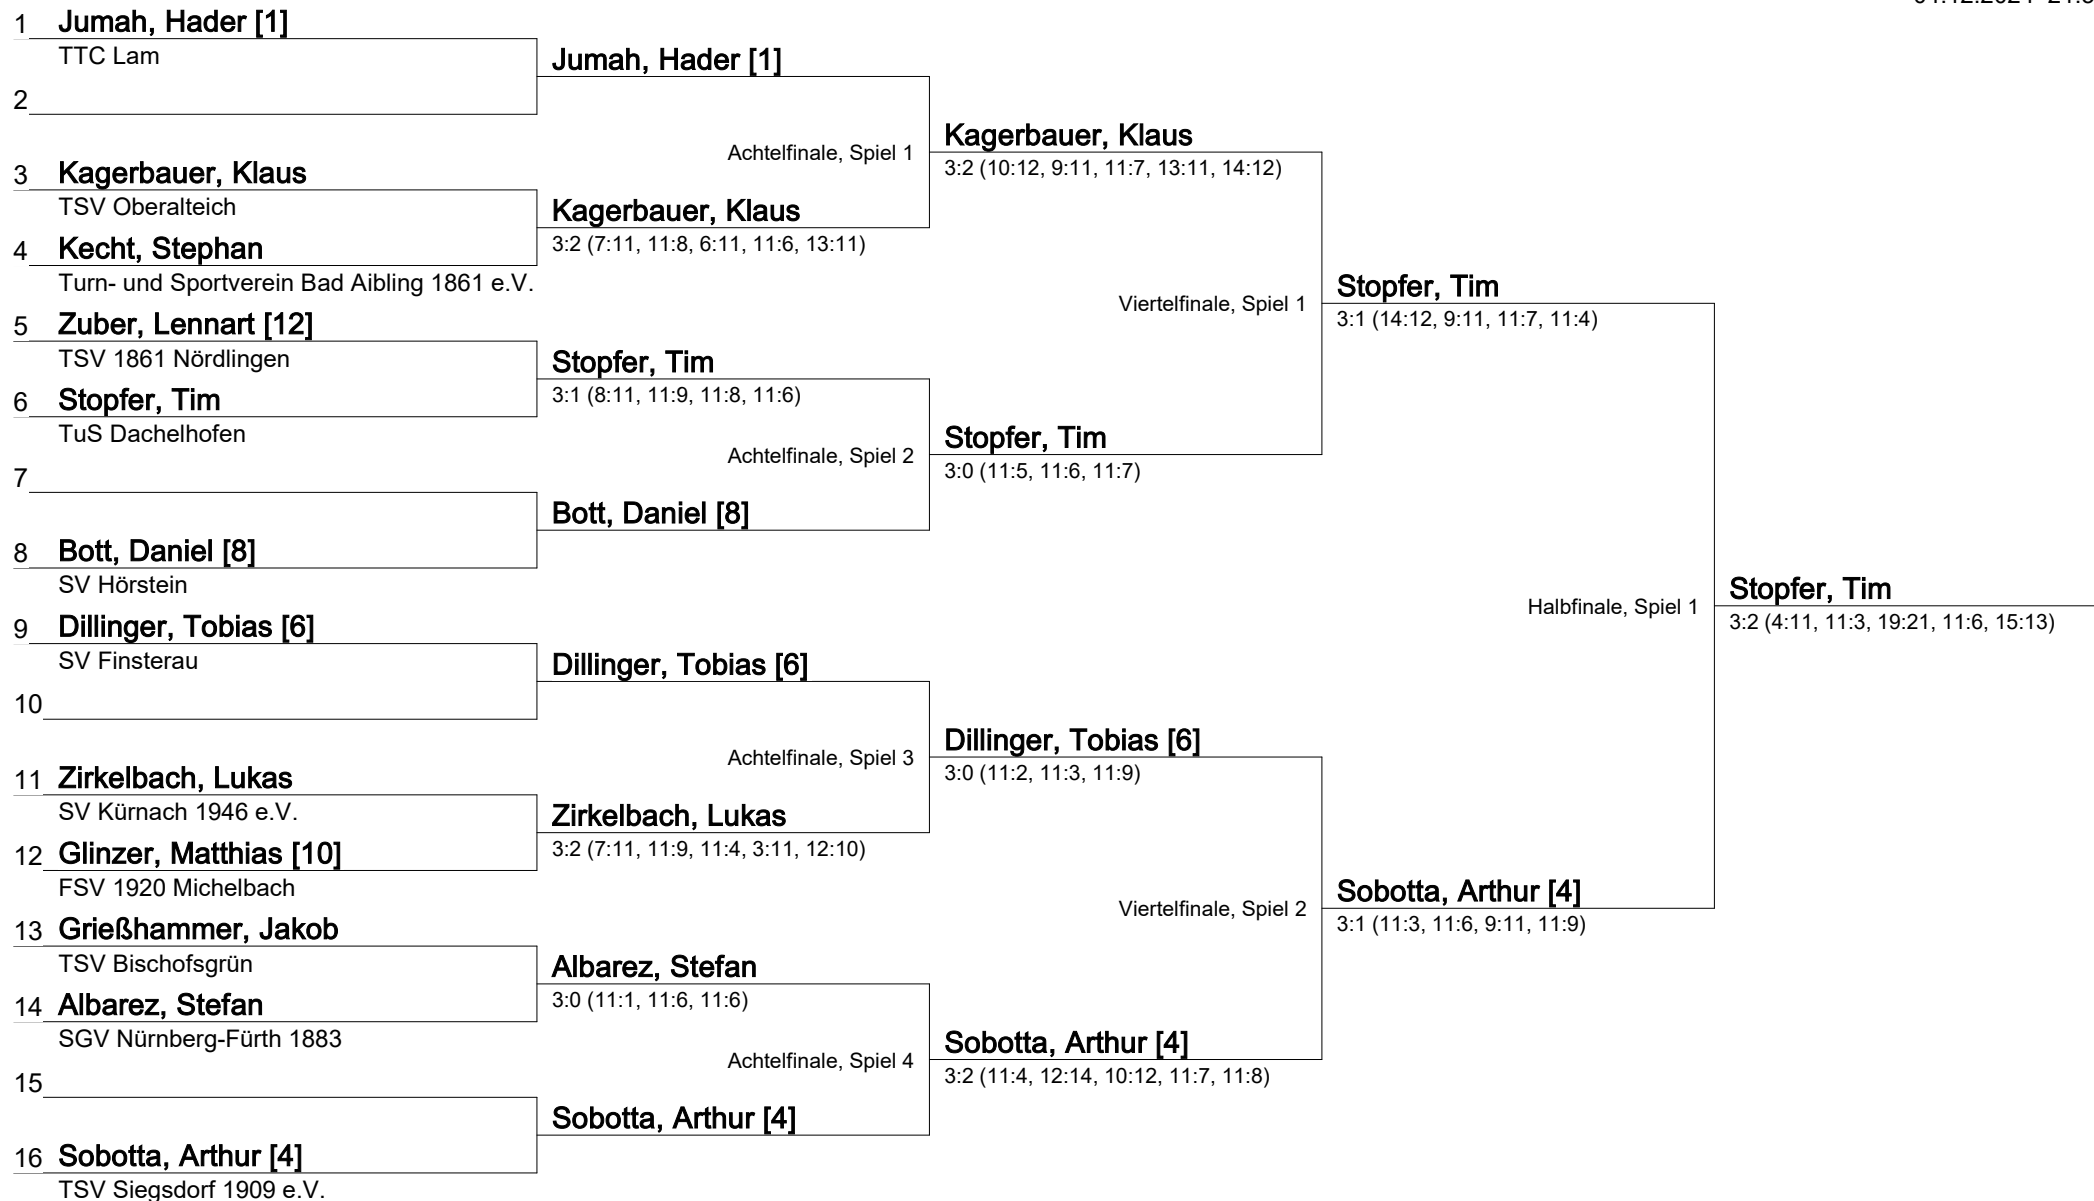 1 Jumah, Hader [1]
TTC Lam
Jumah, Hader [1]
2
Kagerbauer, Klaus
Achtelfinale, Spiel 1
3:2 (10:12, 9:11, 11:7, 13:11, 14:12)
3 Kagerbauer, Klaus
TSV Oberalteich
Kagerbauer, Klaus
3:2 (7:11, 11:8, 6:11, 11:6, 13:11)
4 Kecht, Stephan
Turn- und Sportverein Bad Aibling 1861 e.V.
Stopfer, Tim
Viertelfinale, Spiel 1
3:1 (14:12, 9:11, 11:7, 11:4)
5 Zuber, Lennart [12]
TSV 1861 Nördlingen
Stopfer, Tim
3:1 (8:11, 11:9, 11:8, 11:6)
6 Stopfer, Tim
TuS Dachelhofen
Stopfer, Tim
Achtelfinale, Spiel 2
3:0 (11:5, 11:6, 11:7)
7
Bott, Daniel [8]
8 Bott, Daniel [8]
SV Hörstein
Stopfer, Tim
Halbfinale, Spiel 1
3:2 (4:11, 11:3, 19:21, 11:6, 15:13)
9 Dillinger, Tobias [6]
SV Finsterau
Dillinger, Tobias [6]
10
Dillinger, Tobias [6]
Achtelfinale, Spiel 3
3:0 (11:2, 11:3, 11:9)
11 Zirkelbach, Lukas
SV Kürnach 1946 e.V.
Zirkelbach, Lukas
3:2 (7:11, 11:9, 11:4, 3:11, 12:10)
12 Glinzer, Matthias [10]
FSV 1920 Michelbach
Sobotta, Arthur [4]
Viertelfinale, Spiel 2
3:1 (11:3, 11:6, 9:11, 11:9)
13 Grießhammer, Jakob
TSV Bischofsgrün
Albarez, Stefan
3:0 (11:1, 11:6, 11:6)
14 Albarez, Stefan
SGV Nürnberg-Fürth 1883
Sobotta, Arthur [4]
Achtelfinale, Spiel 4
3:2 (11:4, 12:14, 10:12, 11:7, 11:8)
15
Sobotta, Arthur [4]
16 Sobotta, Arthur [4]
TSV Siegsdorf 1909 e.V.